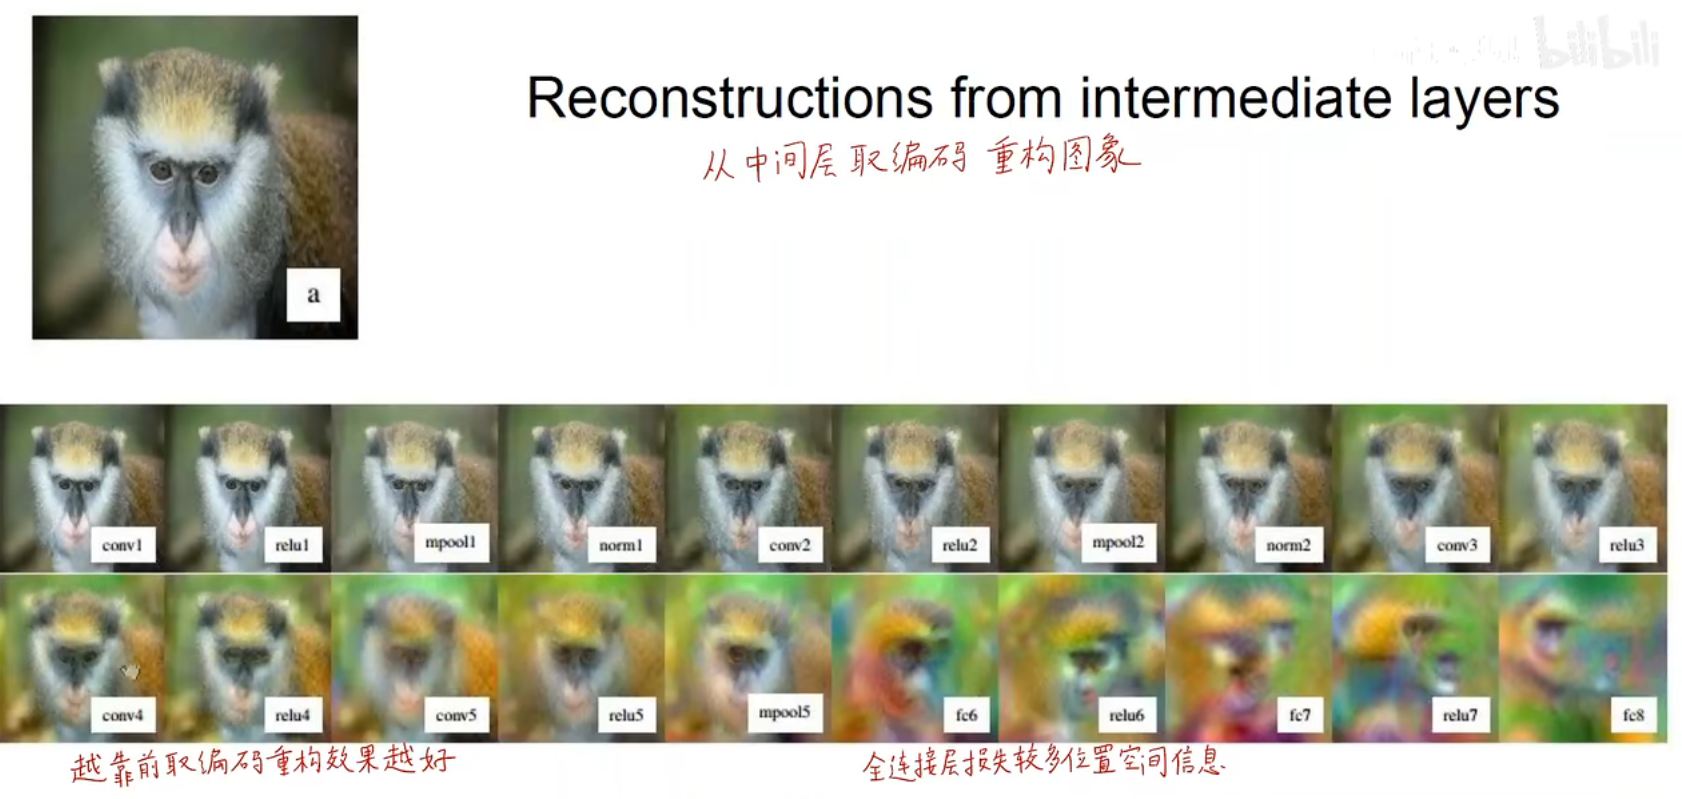 bilibili
Reconstructions from intermediate layers
从中间层取编码 重构图象
a
conv1 relu1 mpool1 norm1 conv2 relu2 mpool2 norm2 conv3 relu3
conv4 relu4 conv5 relu5 mpool5 fc6 relu6 fc7 relu7 fc8
越靠前取编码重构效果越好
全连接层损失较多位置空间信息